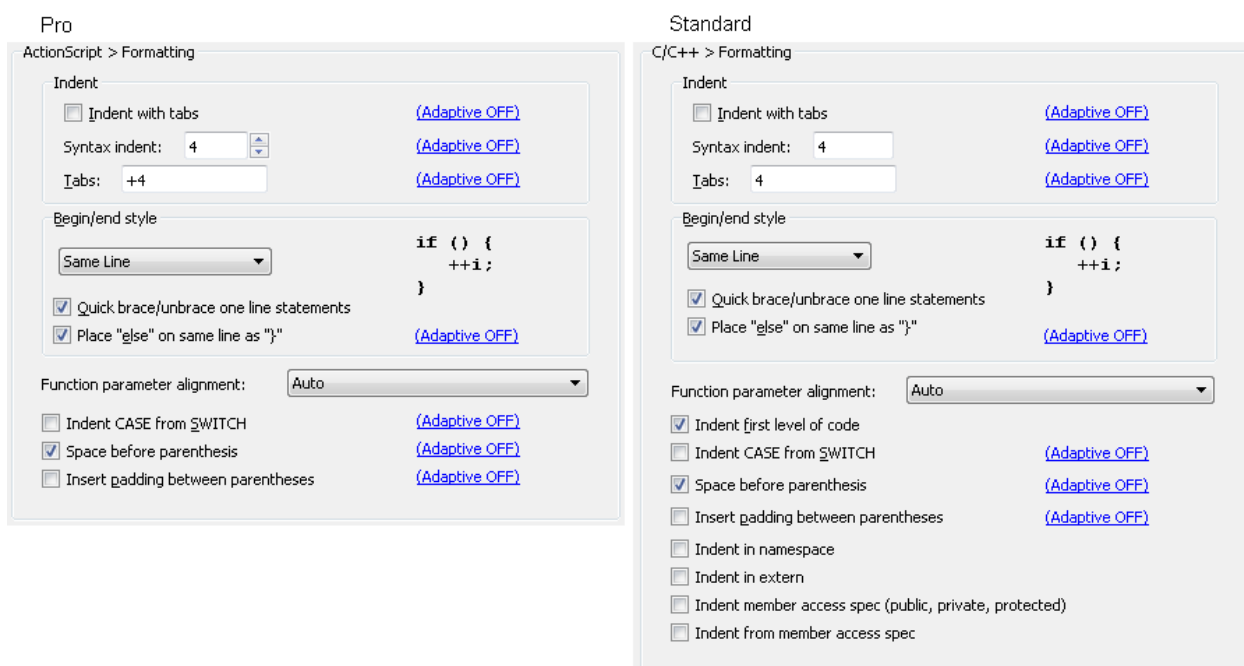 Pro
ActionScript > Formatting
Indent
Indent with tabs (Adaptive OFF)
Syntax indent: 4 (Adaptive OFF)
Tabs: +4 (Adaptive OFF)
Begin/end style
Same Line
if () {
++i;
}
Quick brace/unbrace one line statements
Place "else" on same line as "}" (Adaptive OFF)
Function parameter alignment: Auto
Indent CASE from SWITCH (Adaptive OFF)
Space before parenthesis (Adaptive OFF)
Insert padding between parentheses (Adaptive OFF)
Standard
C/C++ > Formatting
Indent
Indent with tabs (Adaptive OFF)
Syntax indent: 4 (Adaptive OFF)
Tabs: 4 (Adaptive OFF)
Begin/end style
Same Line
if () {
++i;
}
Quick brace/unbrace one line statements
Place "else" on same line as "}" (Adaptive OFF)
Function parameter alignment: Auto
Indent first level of code
Indent CASE from SWITCH (Adaptive OFF)
Space before parenthesis (Adaptive OFF)
Insert padding between parentheses (Adaptive OFF)
Indent in namespace
Indent in extern
Indent member access spec (public, private, protected)
Indent from member access spec